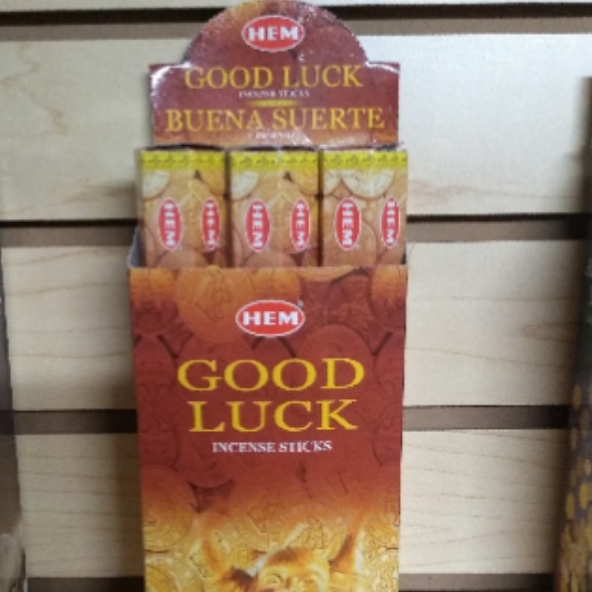 HEM
GOOD LUCK
INCENSE STICKS
BUENA SUERTE
HEM HEM HEM HEM HEM HEM
HEM
GOOD
LUCK
INCENSE STICKS